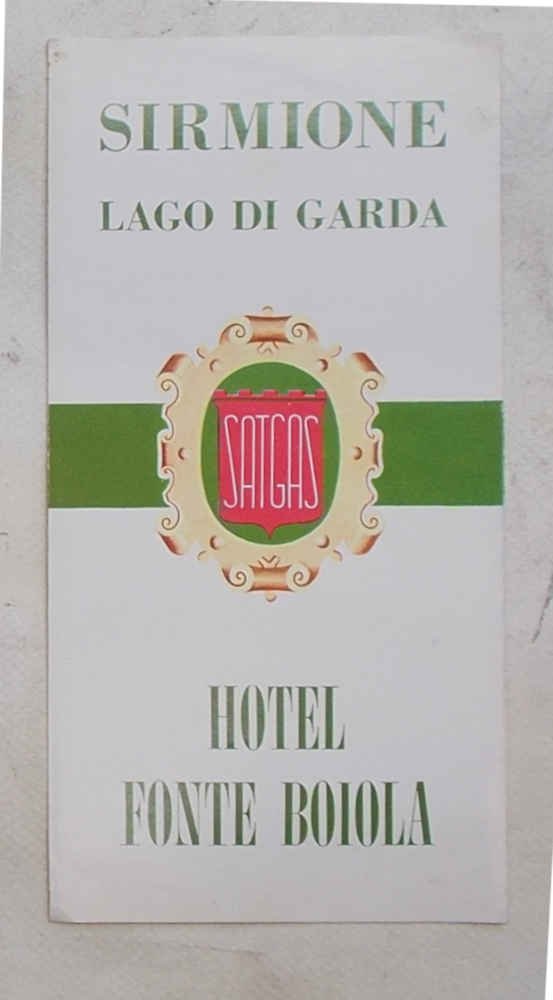 SIRMIONE
LAGO DI GARDA
SATGAS
HOTEL
FONTE BOIOLA